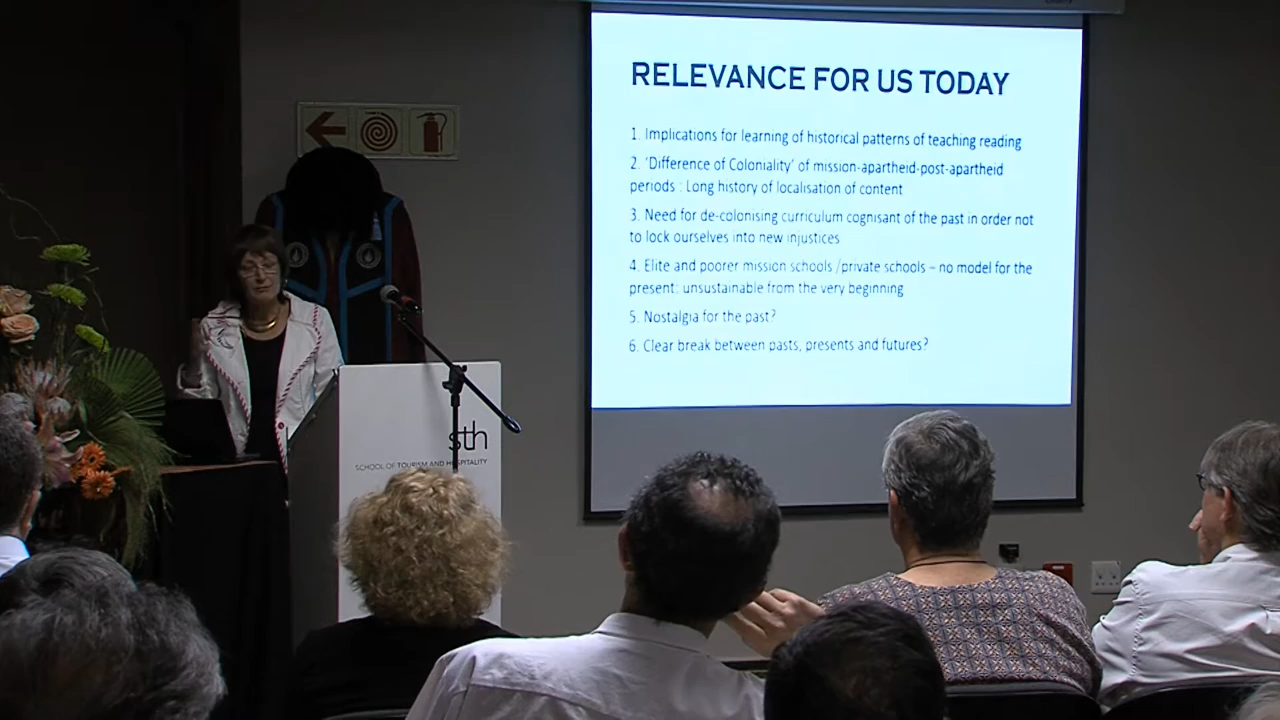 RELEVANCE FOR US TODAY
1. Implications for learning of historical patterns of teaching reading
2. 'Difference of Coloniality' of mission-apartheid-post-apartheid
periods : Long history of localisation of content
3. Need for de-colonising curriculum cognisant of the past in order not
to lock ourselves into new injustices
4. Elite and poorer mission schools /private schools – no model for the
present: unsustainable from the very beginning
5. Nostalgia for the past?
6. Clear break between pasts, presents and futures?
sth
SCHOOL OF TOURISM AND HOSPITALITY